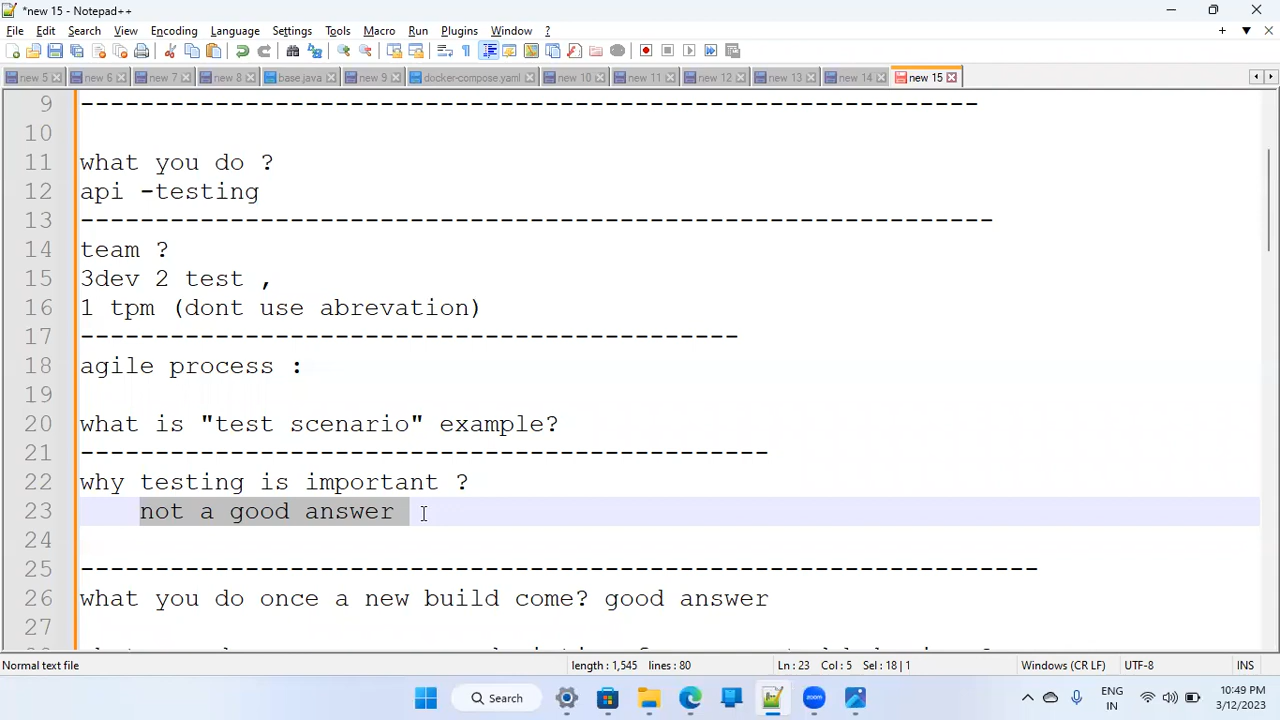 *new 15 - Notepad++
File Edit Search View Encoding Language Settings Tools Macro Run Plugins Window ?
new 5 new 6 new 7 new 8 base.java new 9 docker-compose.yaml new 10 new 11 new 12 new 13 new 14 new 15
9 -----------------------------------------------------------
10
11 what you do ?
12 api -testing
13 ------------------------------------------------------------
14 team ?
15 3dev 2 test ,
16 1 tpm (dont use abrevation)
17 --------------------------------------------
18 agile process :
19
20 what is "test scenario" example?
21 ----------------------------------------------
22 why testing is important ?
23 not a good answer
24
25 ---------------------------------------------------------------
26 what you do once a new build come? good answer
27
Normal text file length : 1,545 lines : 80 Ln : 23 Col : 5 Sel : 18 | 1 Windows (CR LF) UTF-8 INS
Search ENG IN 10:49 PM 3/12/2023